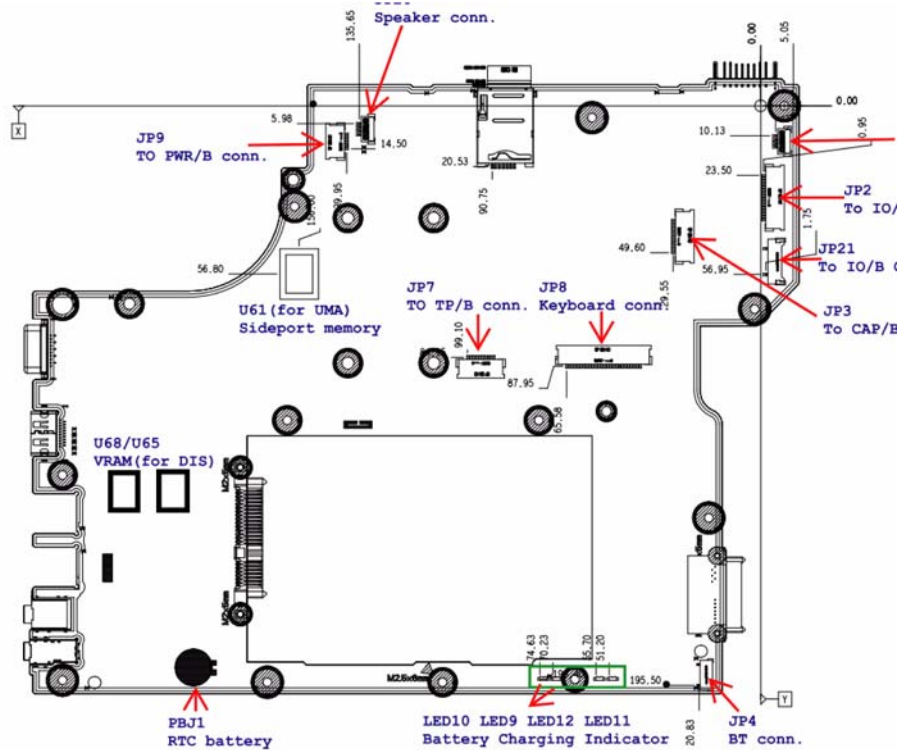 Speaker conn.
135.65
0.00
5.05
0.00
5.98
JP9
TO PWR/B conn.
14.50
20.53
90.75
10.13
0.95
23.50
JP2
To IO/
1.75
49.60
56.95
JP21
To IO/B
29.55
56.80
U61(for UMA)
Sideport memory
JP7
TO TP/B conn.
JP8
Keyboard conn.
JP3
To CAP/B
99.10
87.95
65.58
U68/U65
VRAM(for DIS)
M2x5mm
M2x5mm
74.63
70.23
65.70
51.20
M2.5x6mm
195.50
X
Y
PBJ1
RTC battery
LED10 LED9 LED12 LED11
Battery Charging Indicator
20.83
JP4
BT conn.